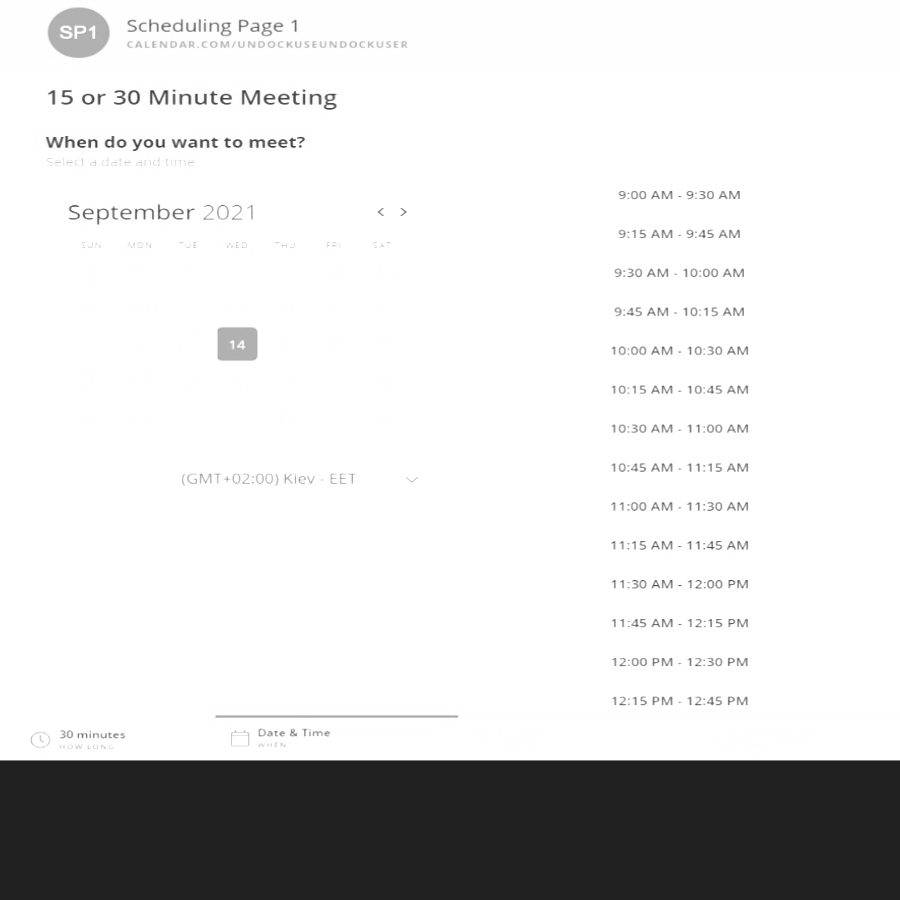 SP1
Scheduling Page 1
CALENDAR.COM/UNDOCKUSEUNDOCKUSER
15 or 30 Minute Meeting
When do you want to meet?
Select a date and time
September 2021
< >
SUN MON TUE WED THU FRI SAT
14
(GMT+02:00) Kiev - EET
9:00 AM - 9:30 AM
9:15 AM - 9:45 AM
9:30 AM - 10:00 AM
9:45 AM - 10:15 AM
10:00 AM - 10:30 AM
10:15 AM - 10:45 AM
10:30 AM - 11:00 AM
10:45 AM - 11:15 AM
11:00 AM - 11:30 AM
11:15 AM - 11:45 AM
11:30 AM - 12:00 PM
11:45 AM - 12:15 PM
12:00 PM - 12:30 PM
12:15 PM - 12:45 PM
30 minutes
HOW LONG
Date & Time
WHEN